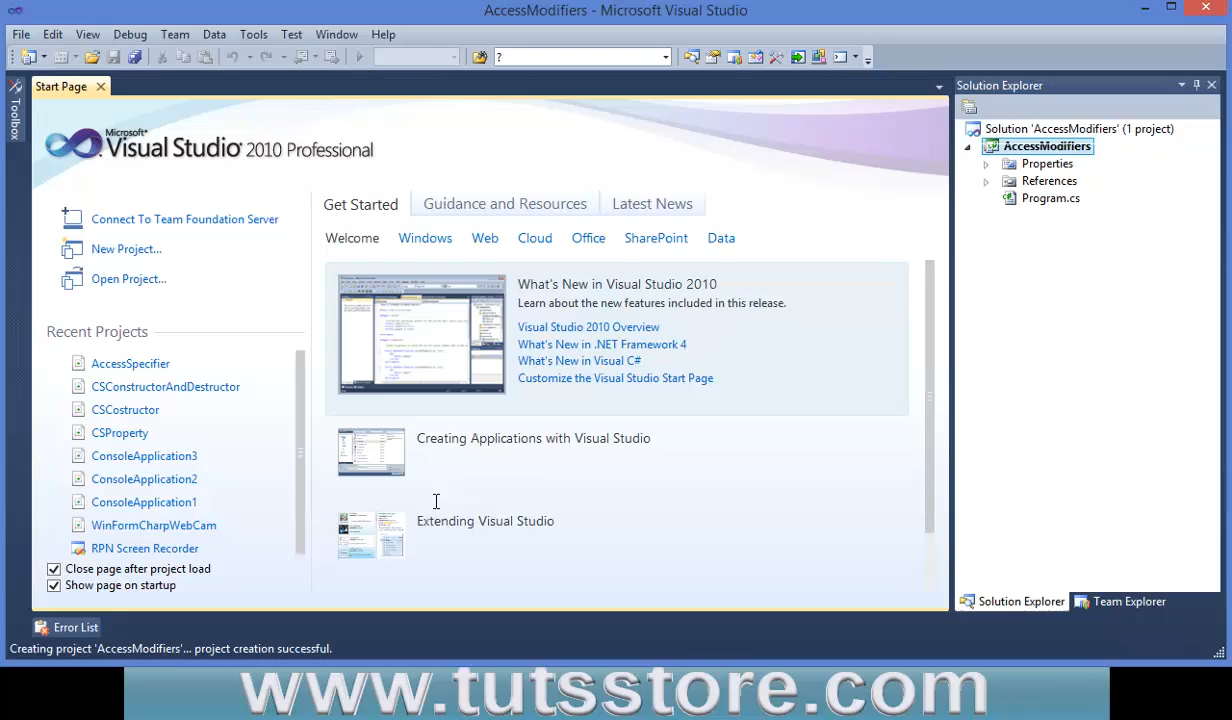 AccessModifiers - Microsoft Visual Studio
File Edit View Debug Team Data Tools Test Window Help
?
Toolbox
Start Page
Microsoft®
Visual Studio® 2010 Professional
Connect To Team Foundation Server
New Project...
Open Project...
Recent Projects
AccessSpecifier
CSConstructorAndDestructor
CSCostructor
CSProperty
ConsoleApplication3
ConsoleApplication2
ConsoleApplication1
WinFormCharpWebCam
RPN Screen Recorder
Close page after project load
Show page on startup
Get Started Guidance and Resources Latest News
Welcome Windows Web Cloud Office SharePoint Data
What's New in Visual Studio 2010
Learn about the new features included in this release.
Visual Studio 2010 Overview
What's New in .NET Framework 4
What's New in Visual C#
Customize the Visual Studio Start Page
Creating Applications with Visual Studio
Extending Visual Studio
Solution Explorer
Solution 'AccessModifiers' (1 project)
AccessModifiers
Properties
References
Program.cs
Solution Explorer Team Explorer
Error List
Creating project 'AccessModifiers'... project creation successful.
www.tutsstore.com